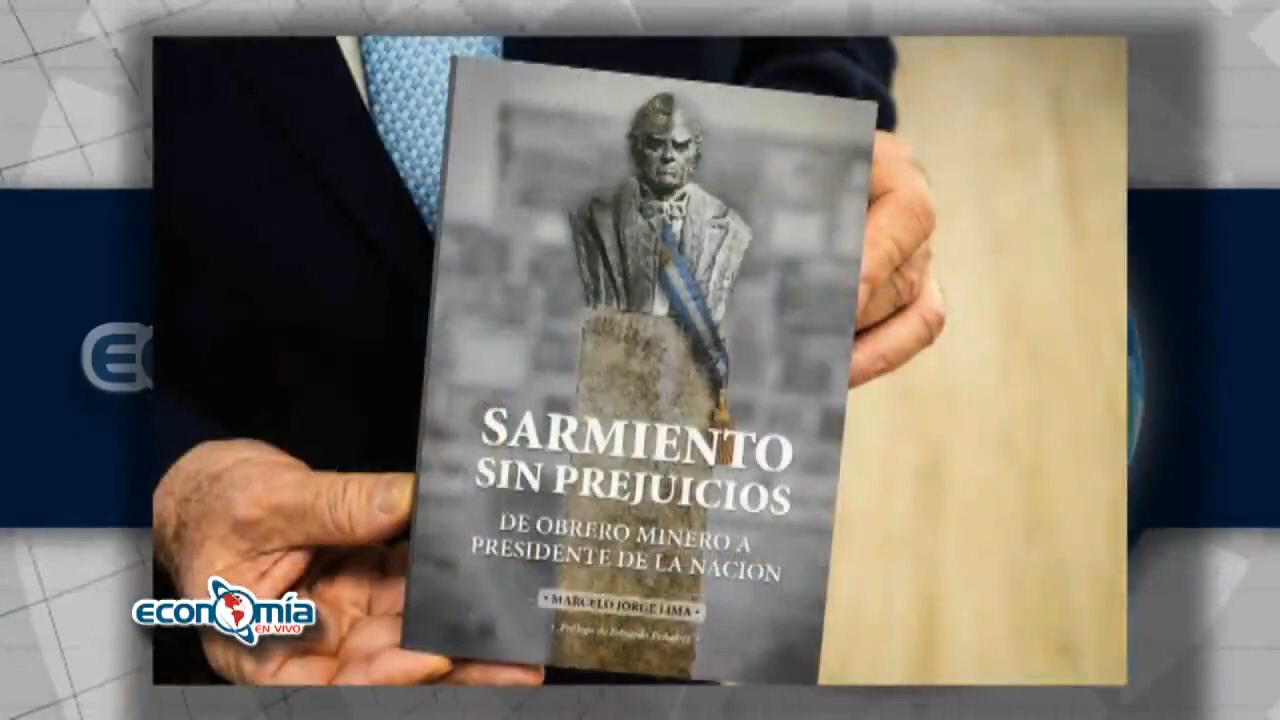 SARMIENTO
SIN PREJUICIOS
DE OBRERO MINERO A
PRESIDENTE DE LA NACION
• MARCELO JORGE LIMA •
economía
EN VIVO